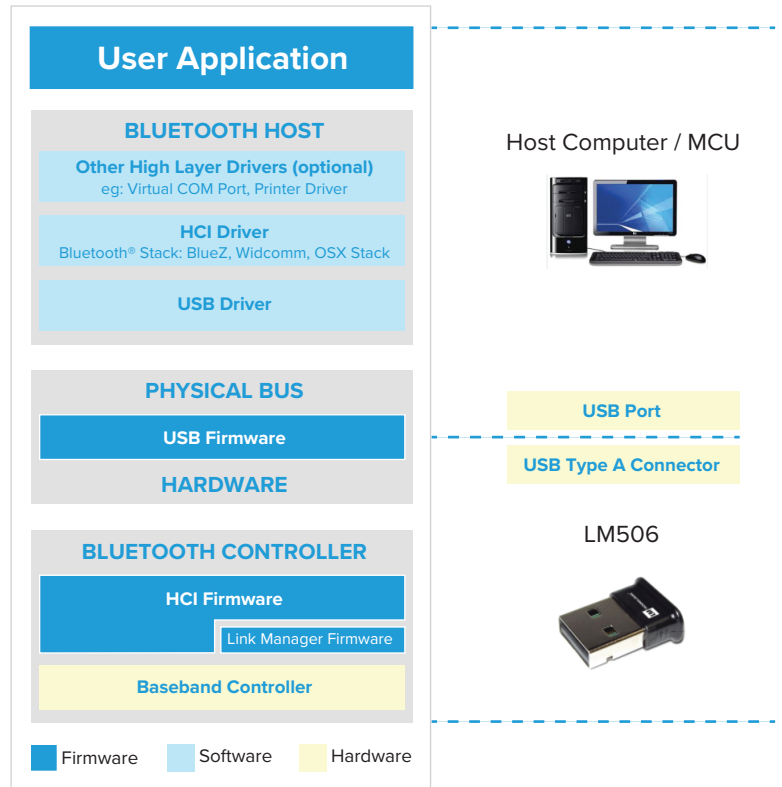 User Application
BLUETOOTH HOST
Other High Layer Drivers (optional)
eg: Virtual COM Port, Printer Driver
HCI Driver
Bluetooth® Stack: BlueZ, Widcomm, OSX Stack
USB Driver
PHYSICAL BUS
USB Firmware
HARDWARE
BLUETOOTH CONTROLLER
HCI Firmware
Link Manager Firmware
Baseband Controller
Firmware
Software
Hardware
Host Computer / MCU
USB Port
USB Type A Connector
LM506